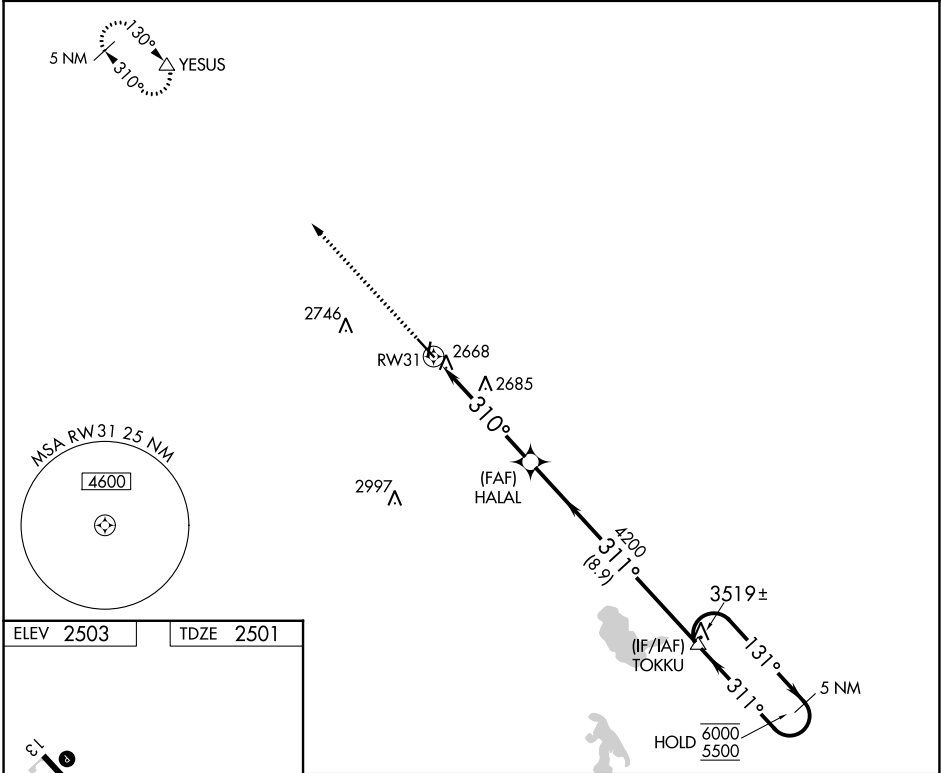 130°
5 NM
310°
YESUS
2746
RW31
2668
2685
310°
MSA RW31 25 NM
4600
2997
(FAF)
HALAL
4200
311°
(8.9)
3519±
(IF/IAF)
TOKKU
131°
311°
5 NM
HOLD 6000
5500
ELEV 2503
TDZE 2501
13
P